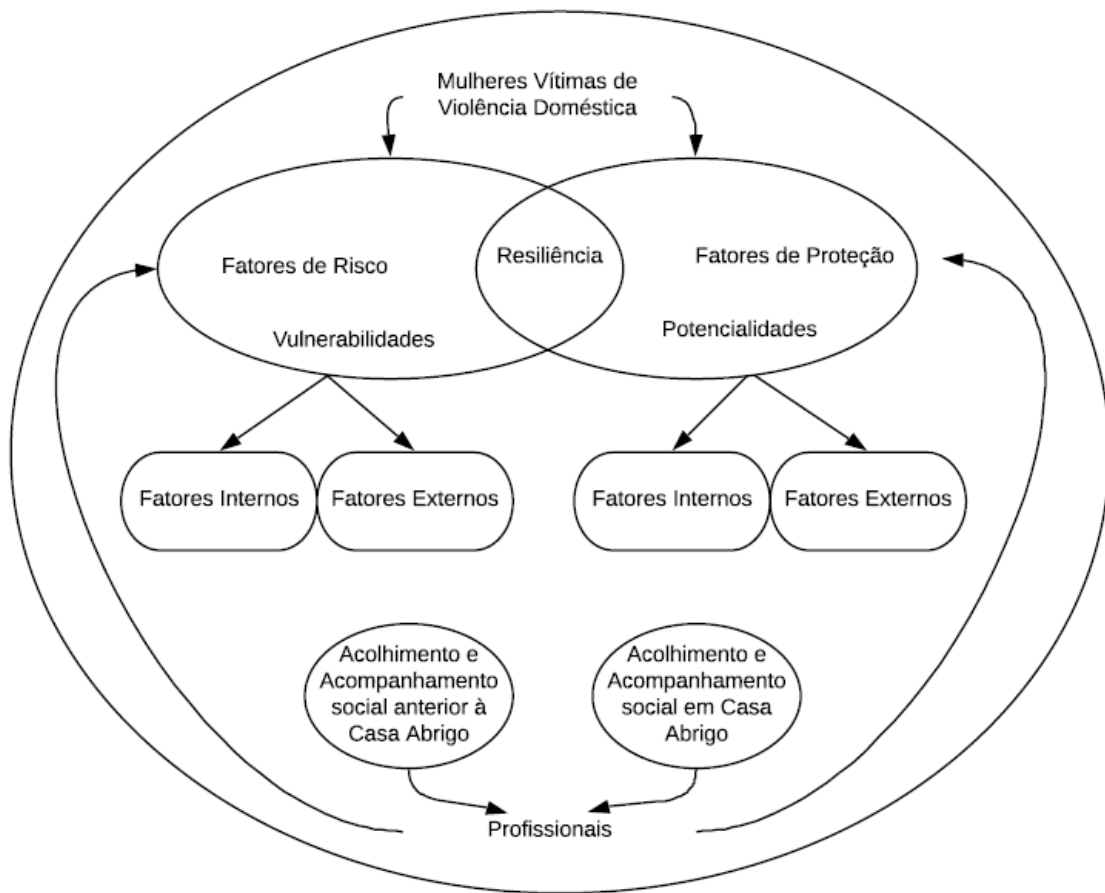 Mulheres Vítimas de
Violência Doméstica
Fatores de Risco
Resiliência
Fatores de Proteção
Vulnerabilidades
Potencialidades
Fatores Internos
Fatores Externos
Fatores Internos
Fatores Externos
Acolhimento e
Acompanhamento
social anterior à
Casa Abrigo
Acolhimento e
Acompanhamento
social em Casa
Abrigo
Profissionais